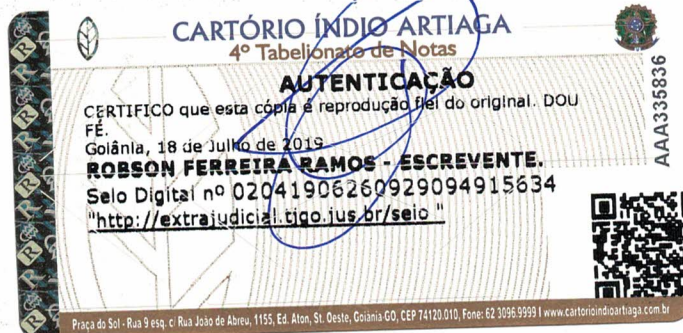 CARTÓRIO ÍNDIO ARTIAGA
4º Tabelionato de Notas
AUTENTICAÇÃO
CERTIFICO que esta cópia é reprodução fiel do original. DOU
FÉ.
Goiânia, 18 de Julho de 2019
ROBSON FERREIRA RAMOS - ESCREVENTE.
Selo Digital nº 02041906260929094915634
"http://extrajudicial.tjgo.jus.br/selo "
AAA335836
Praça do Sol - Rua 9 esq. c/ Rua João de Abreu, 1155, Ed. Aton, St. Oeste, Goiânia-GO, CEP 74120.010, Fone: 62 3096.9999 | www.cartorioindioartiaga.com.br